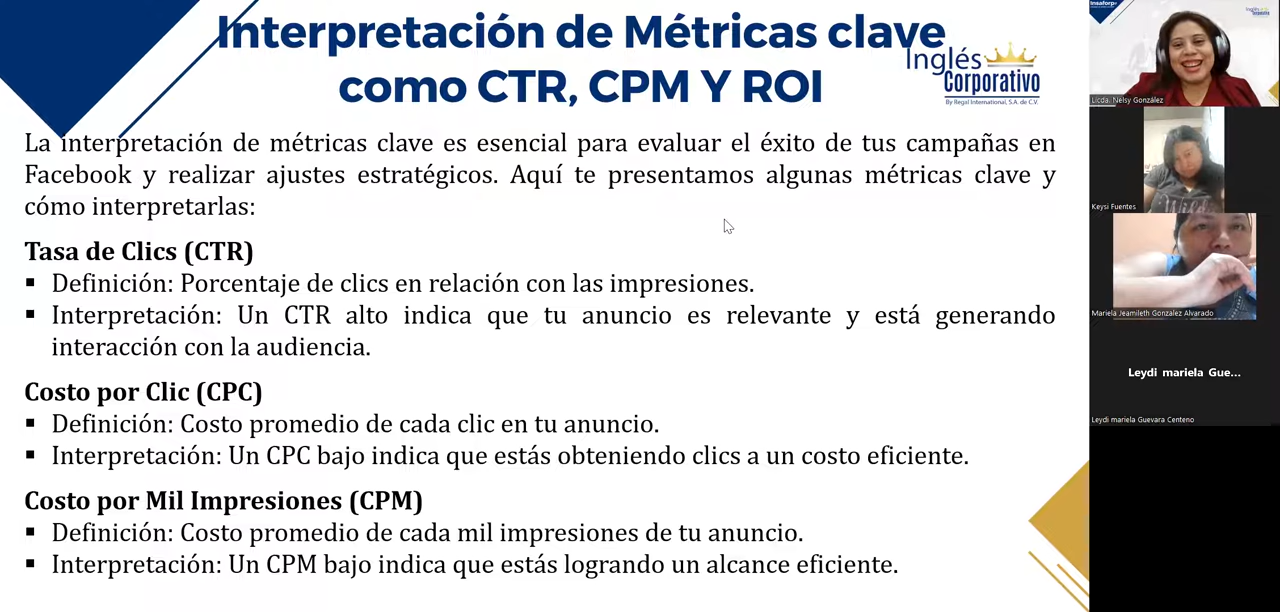 Interpretación de Métricas clave
como CTR, CPM Y ROI
Inglés
Corporativo
By Regal International, S.A. de C.V.
La interpretación de métricas clave es esencial para evaluar el éxito de tus campañas en
Facebook y realizar ajustes estratégicos. Aquí te presentamos algunas métricas clave y
cómo interpretarlas:
Tasa de Clics (CTR)
▪ Definición: Porcentaje de clics en relación con las impresiones.
▪ Interpretación: Un CTR alto indica que tu anuncio es relevante y está generando
interacción con la audiencia.
Costo por Clic (CPC)
▪ Definición: Costo promedio de cada clic en tu anuncio.
▪ Interpretación: Un CPC bajo indica que estás obteniendo clics a un costo eficiente.
Costo por Mil Impresiones (CPM)
▪ Definición: Costo promedio de cada mil impresiones de tu anuncio.
▪ Interpretación: Un CPM bajo indica que estás logrando un alcance eficiente.
Insaforp
Inglés
Corporativo
Licda. Nelsy González
Keysi Fuentes
Mariela Jeamileth Gonzalez Alvarado
Leydi mariela Gue...
Leydi mariela Guevara Centeno